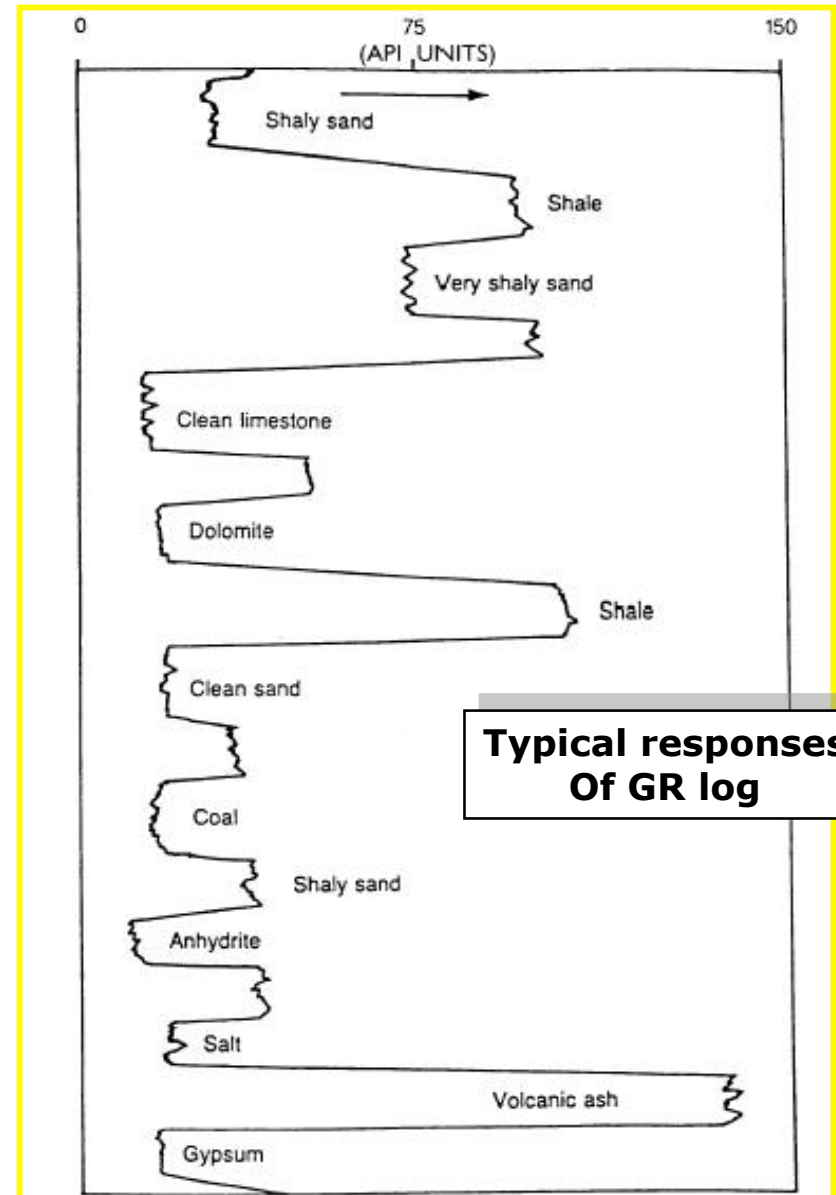 0 75 150
(API UNITS)
Shaly sand
Shale
Very shaly sand
Clean limestone
Dolomite
Shale
Clean sand
Typical responses
Of GR log
Coal
Shaly sand
Anhydrite
Salt
Volcanic ash
Gypsum